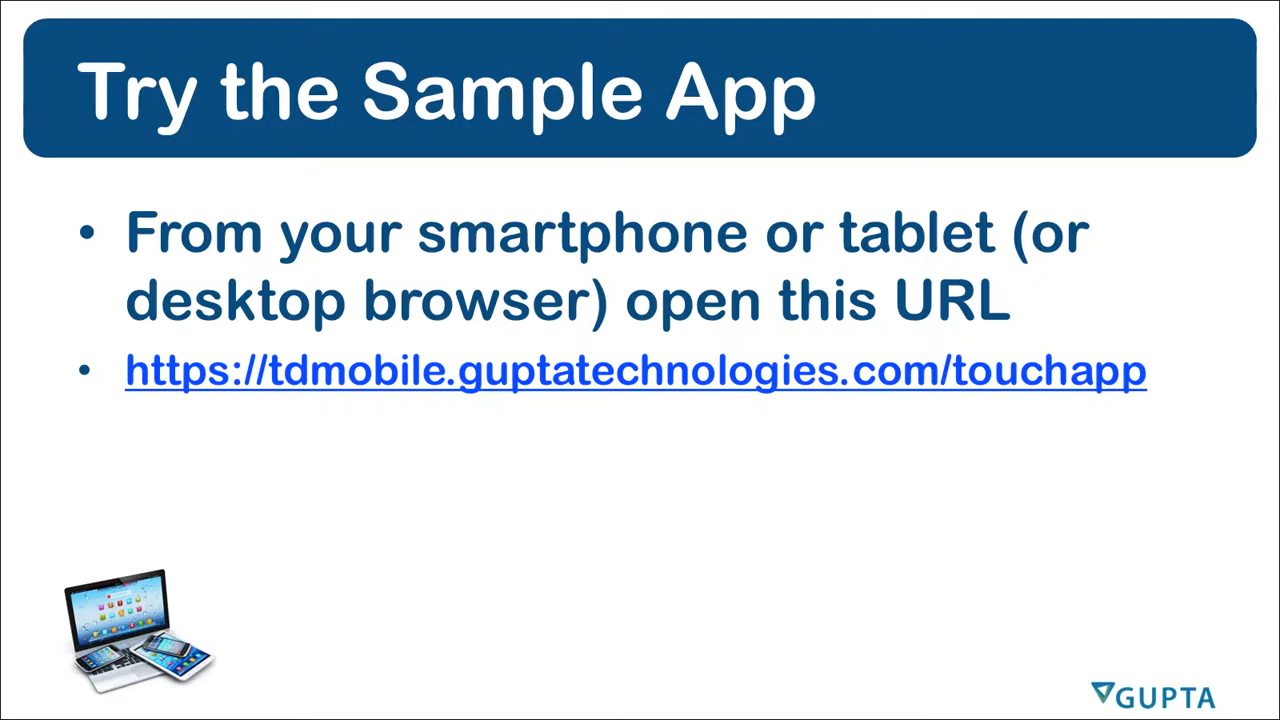 Try the Sample App
• From your smartphone or tablet (or
desktop browser) open this URL
• https://tdmobile.guptatechnologies.com/touchapp
GUPTA